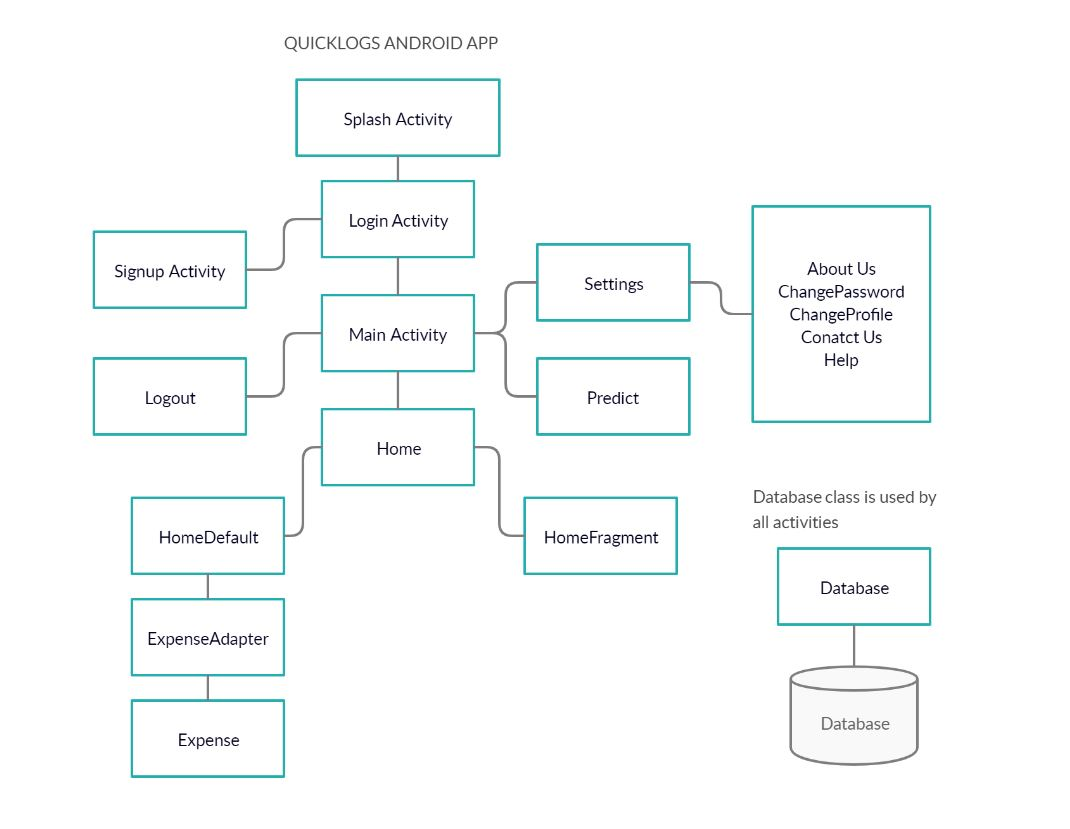 QUICKLOGS ANDROID APP
Splash Activity
Login Activity
Signup Activity
Settings
About Us
ChangePassword
ChangeProfile
Conatct Us
Help
Main Activity
Logout
Predict
Home
HomeDefault
HomeFragment
Database class is used by
all activities
Database
ExpenseAdapter
Expense
Database